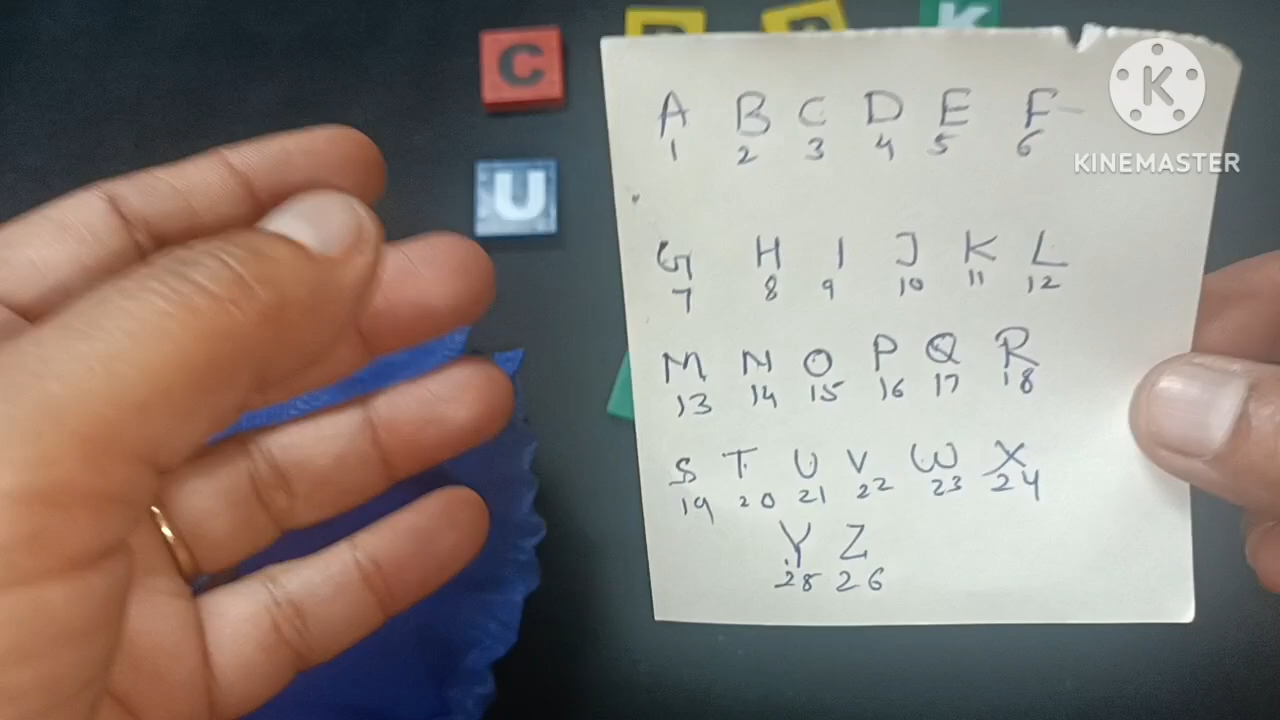 C
U
K
A B C D E F
1 2 3 4 5 6
G H I J K L
7 8 9 10 11 12
M N O P Q R
13 14 15 16 17 18
S T U V W X
19 20 21 22 23 24
Y Z
28 26
K
KINEMASTER